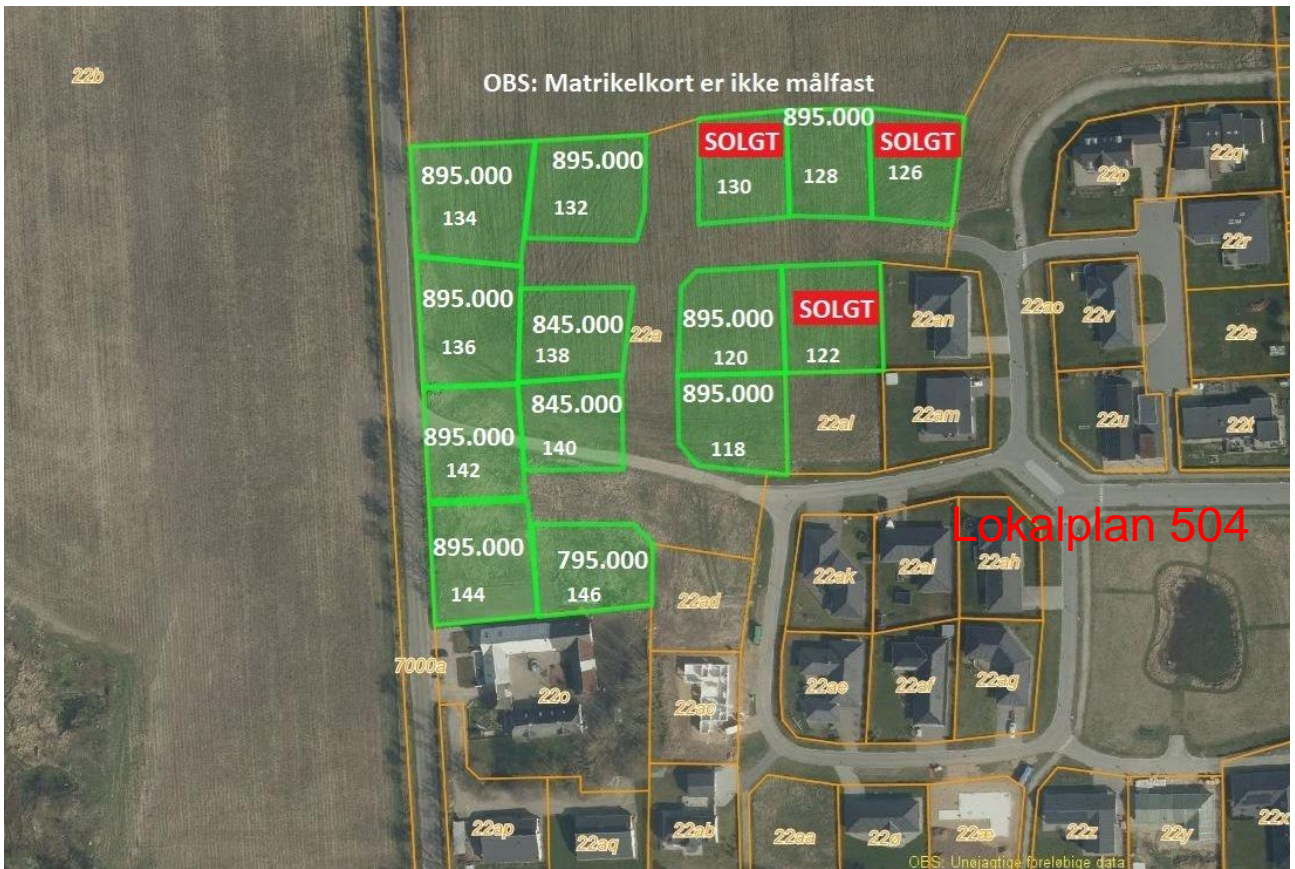 22b
OBS: Matrikelkort er ikke målfast
895.000
SOLGT
SOLGT
130
128
126
895.000
134
895.000
132
22p
22q
22r
895.000
136
845.000
138
22a
895.000
120
SOLGT
122
22an
22ao
22v
22s
895.000
142
845.000
140
895.000
118
22al
22am
22u
22t
Lokalplan 504
895.000
144
795.000
146
22ad
22ak
22ai
22ah
7000a
22o
22ac
22ae
22af
22ag
22ap
22aq
22ab
22aa
22ø
22æ
22z
22y
22x
OBS: Unøjagtige foreløbige data